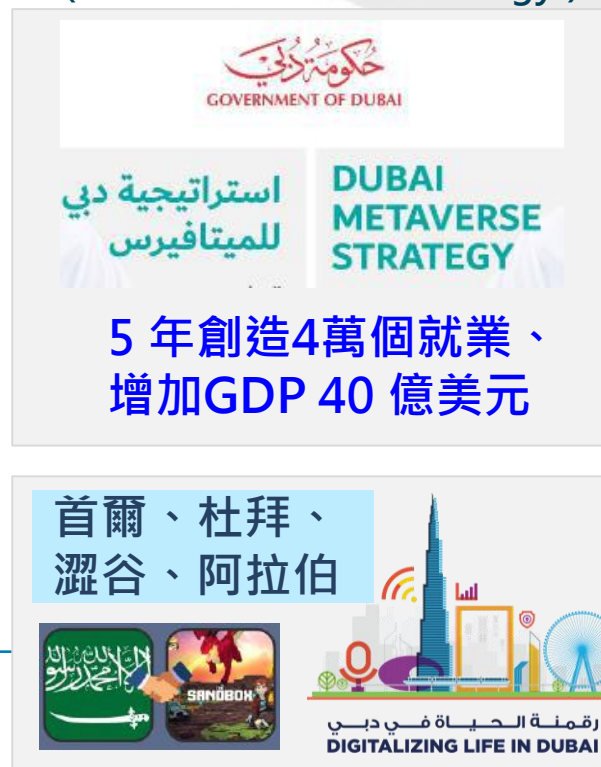 حكومة دبي
GOVERNMENT OF DUBAI
استراتيجية دبي
للميتافيرس
DUBAI
METAVERSE
STRATEGY
5 年創造4萬個就業、
增加GDP 40 億美元
首爾、杜拜、
澀谷、阿拉伯
SANDBOX
رقمنة الحياة في دبي
DIGITALIZING LIFE IN DUBAI